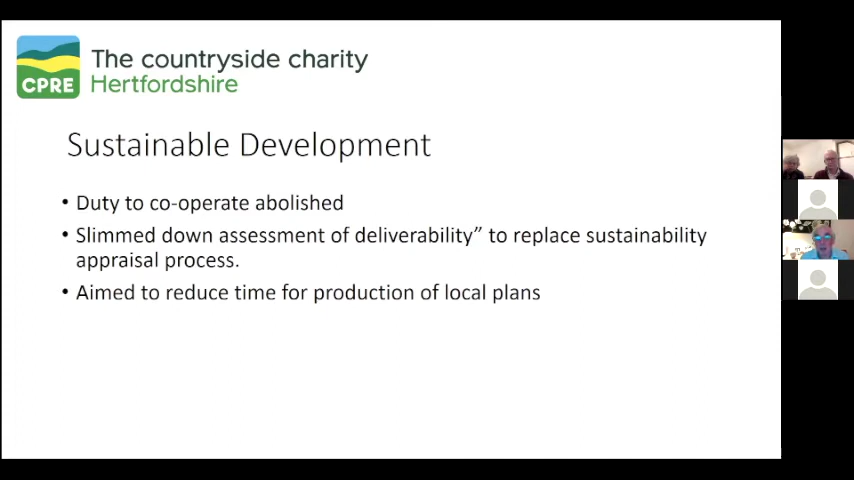 The countryside charity
CPRE Hertfordshire
Sustainable Development
• Duty to co-operate abolished
• Slimmed down assessment of deliverability” to replace sustainability
appraisal process.
• Aimed to reduce time for production of local plans